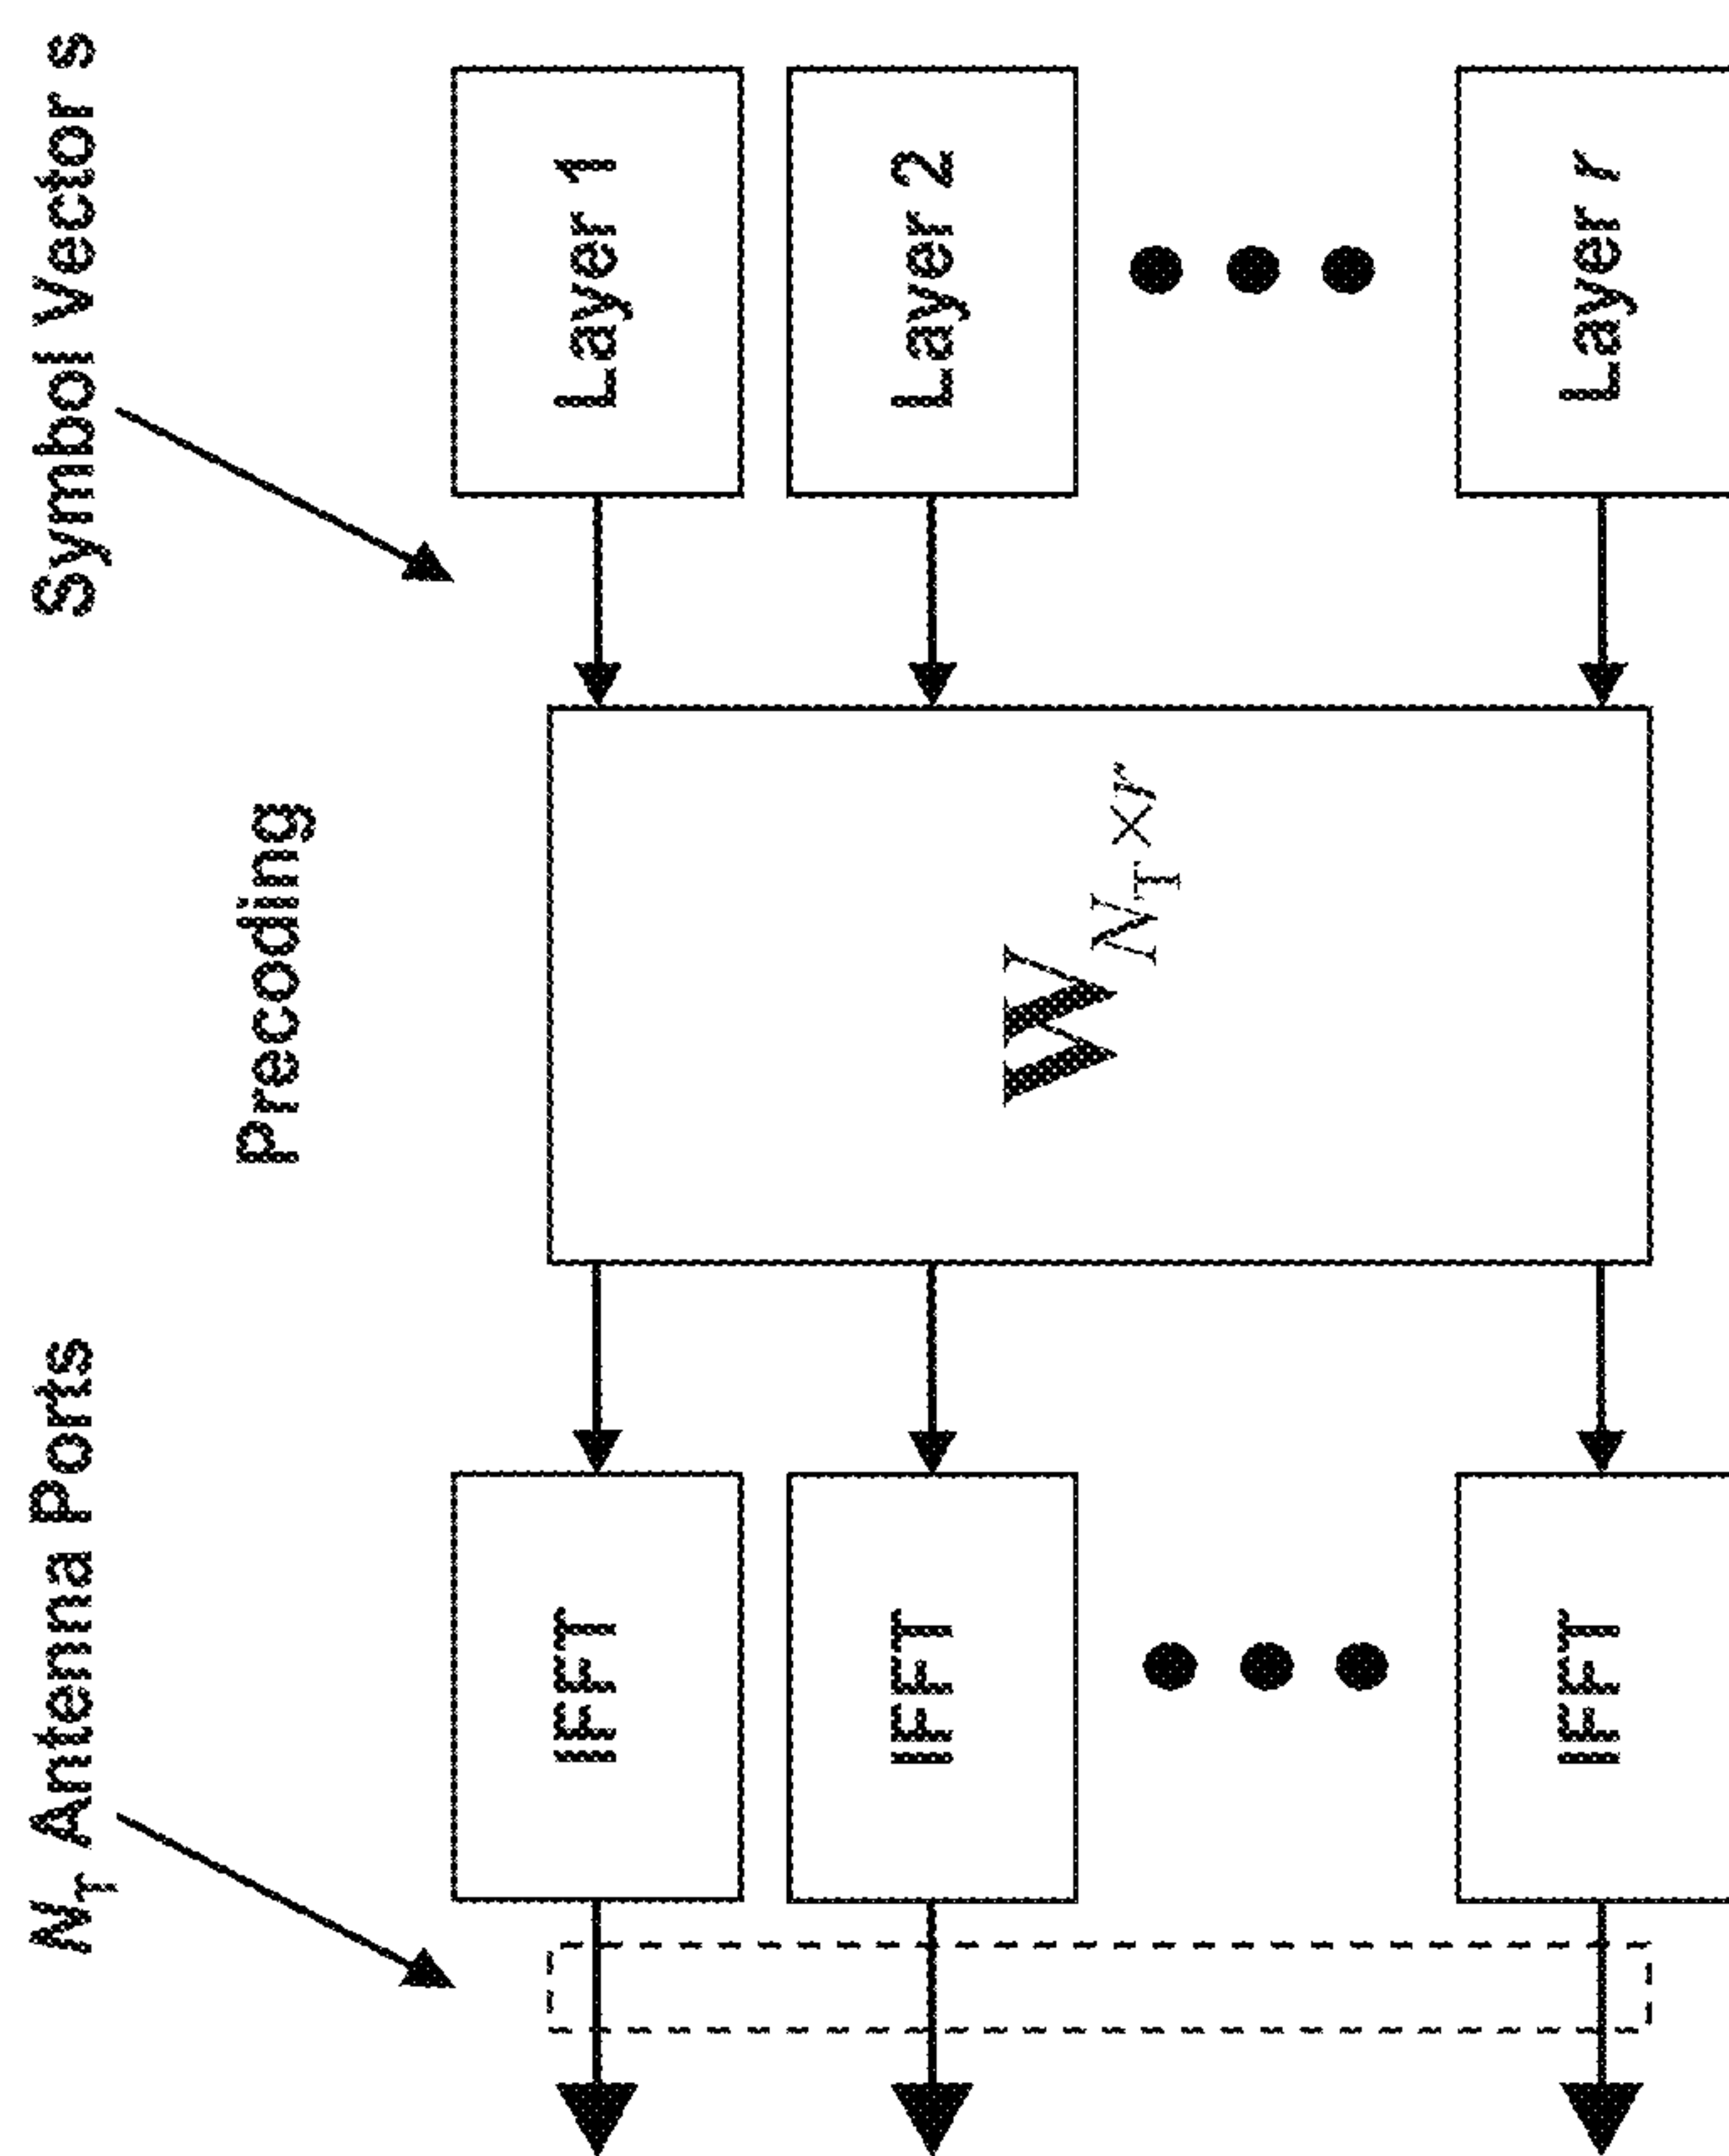 N_T Antenna Ports
Symbol Vector s
Precoding
IFFT
Layer 1
IFFT
Layer 2
W_{N_T×r}
IFFT
Layer r